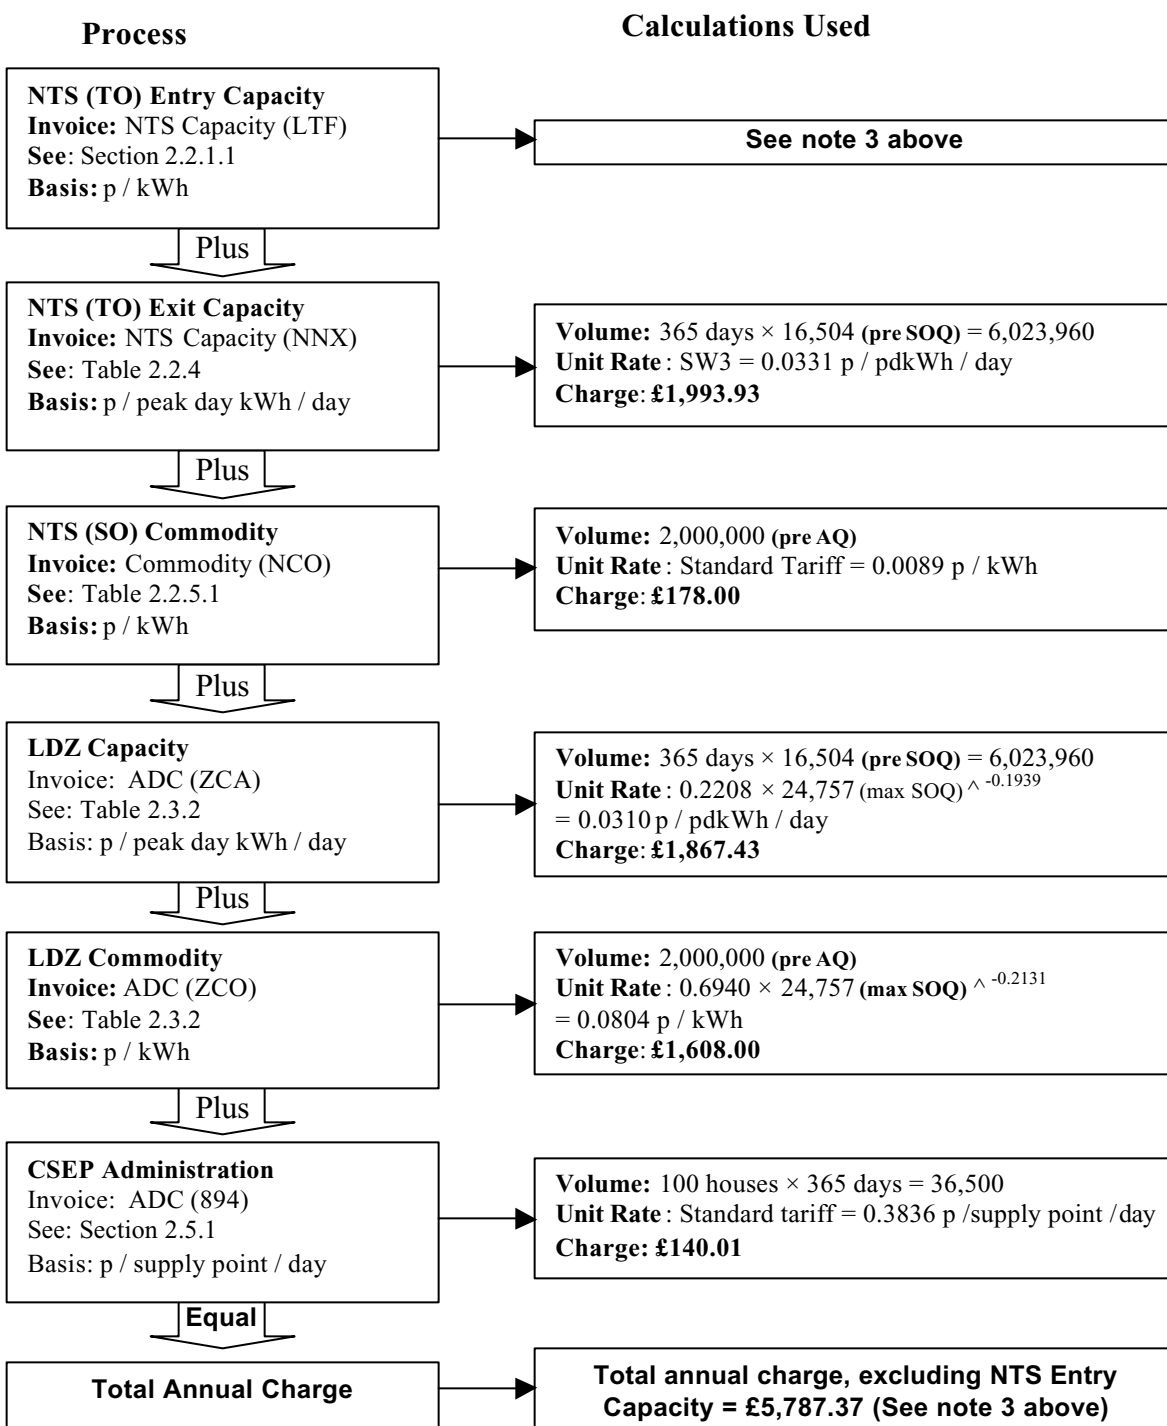 Process
Calculations Used
NTS (TO) Entry Capacity
Invoice: NTS Capacity (LTF)
See: Section 2.2.1.1
Basis: p / kWh
See note 3 above
Plus
NTS (TO) Exit Capacity
Invoice: NTS Capacity (NNX)
See: Table 2.2.4
Basis: p / peak day kWh / day
Volume: 365 days × 16,504 (pre SOQ) = 6,023,960
Unit Rate : SW3 = 0.0331 p / pdkWh / day
Charge: £1,993.93
Plus
NTS (SO) Commodity
Invoice: Commodity (NCO)
See: Table 2.2.5.1
Basis: p / kWh
Volume: 2,000,000 (pre AQ)
Unit Rate : Standard Tariff = 0.0089 p / kWh
Charge: £178.00
Plus
LDZ Capacity
Invoice: ADC (ZCA)
See: Table 2.3.2
Basis: p / peak day kWh / day
Volume: 365 days × 16,504 (pre SOQ) = 6,023,960
Unit Rate : 0.2208 × 24,757 (max SOQ) ^ -0.1939
= 0.0310 p / pdkWh / day
Charge: £1,867.43
Plus
LDZ Commodity
Invoice: ADC (ZCO)
See: Table 2.3.2
Basis: p / kWh
Volume: 2,000,000 (pre AQ)
Unit Rate : 0.6940 × 24,757 (max SOQ) ^ -0.2131
= 0.0804 p / kWh
Charge: £1,608.00
Plus
CSEP Administration
Invoice: ADC (894)
See: Section 2.5.1
Basis: p / supply point / day
Volume: 100 houses × 365 days = 36,500
Unit Rate : Standard tariff = 0.3836 p /supply point /day
Charge: £140.01
Equal
Total Annual Charge
Total annual charge, excluding NTS Entry
Capacity = £5,787.37 (See note 3 above)